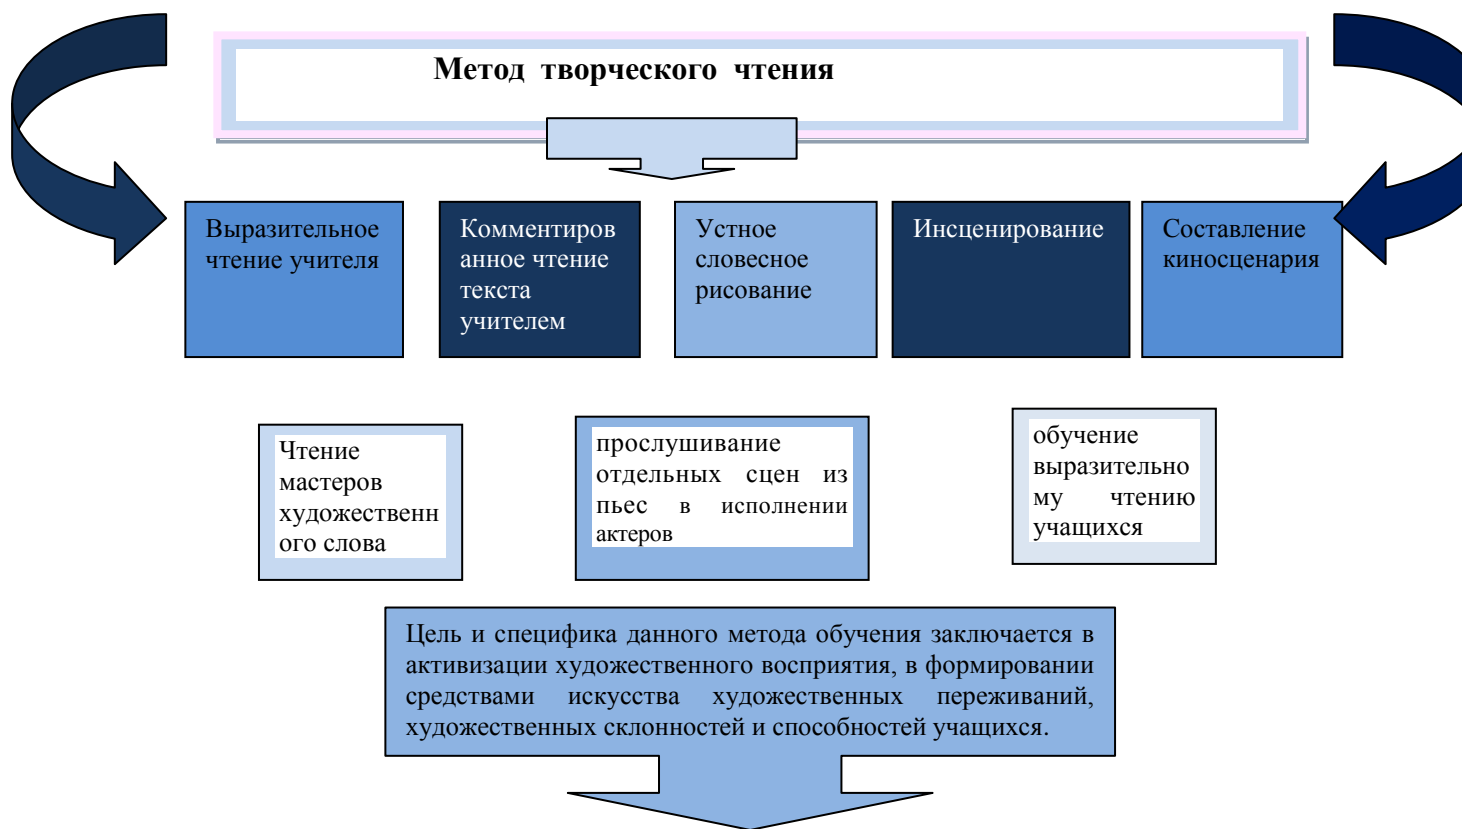 Метод творческого чтения
Выразительное
чтение учителя
Комментиров
анное чтение
текста
учителем
Устное
словесное
рисование
Инсценирование
Составление
киносценария
Чтение
мастеров
художественн
ого слова
прослушивание
отдельных сцен из
пьес в исполнении
актеров
обучение
выразительно
му чтению
учащихся
Цель и специфика данного метода обучения заключается в
активизации художественного восприятия, в формировании
средствами искусства художественных переживаний,
художественных склонностей и способностей учащихся.